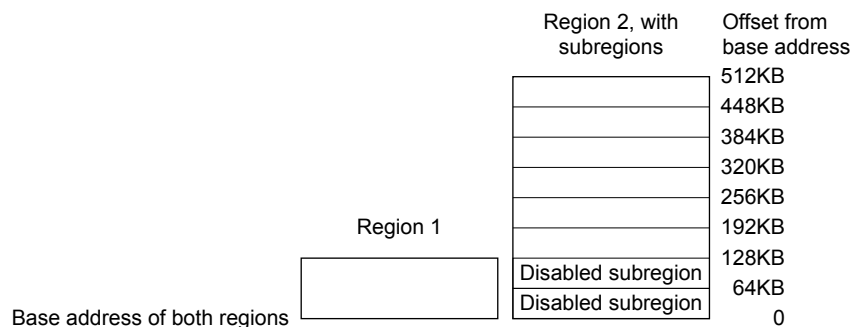 Region 2, with
subregions
Offset from
base address
512KB
448KB
384KB
320KB
256KB
192KB
Region 1
128KB
Disabled subregion
64KB
Disabled subregion
Base address of both regions
0